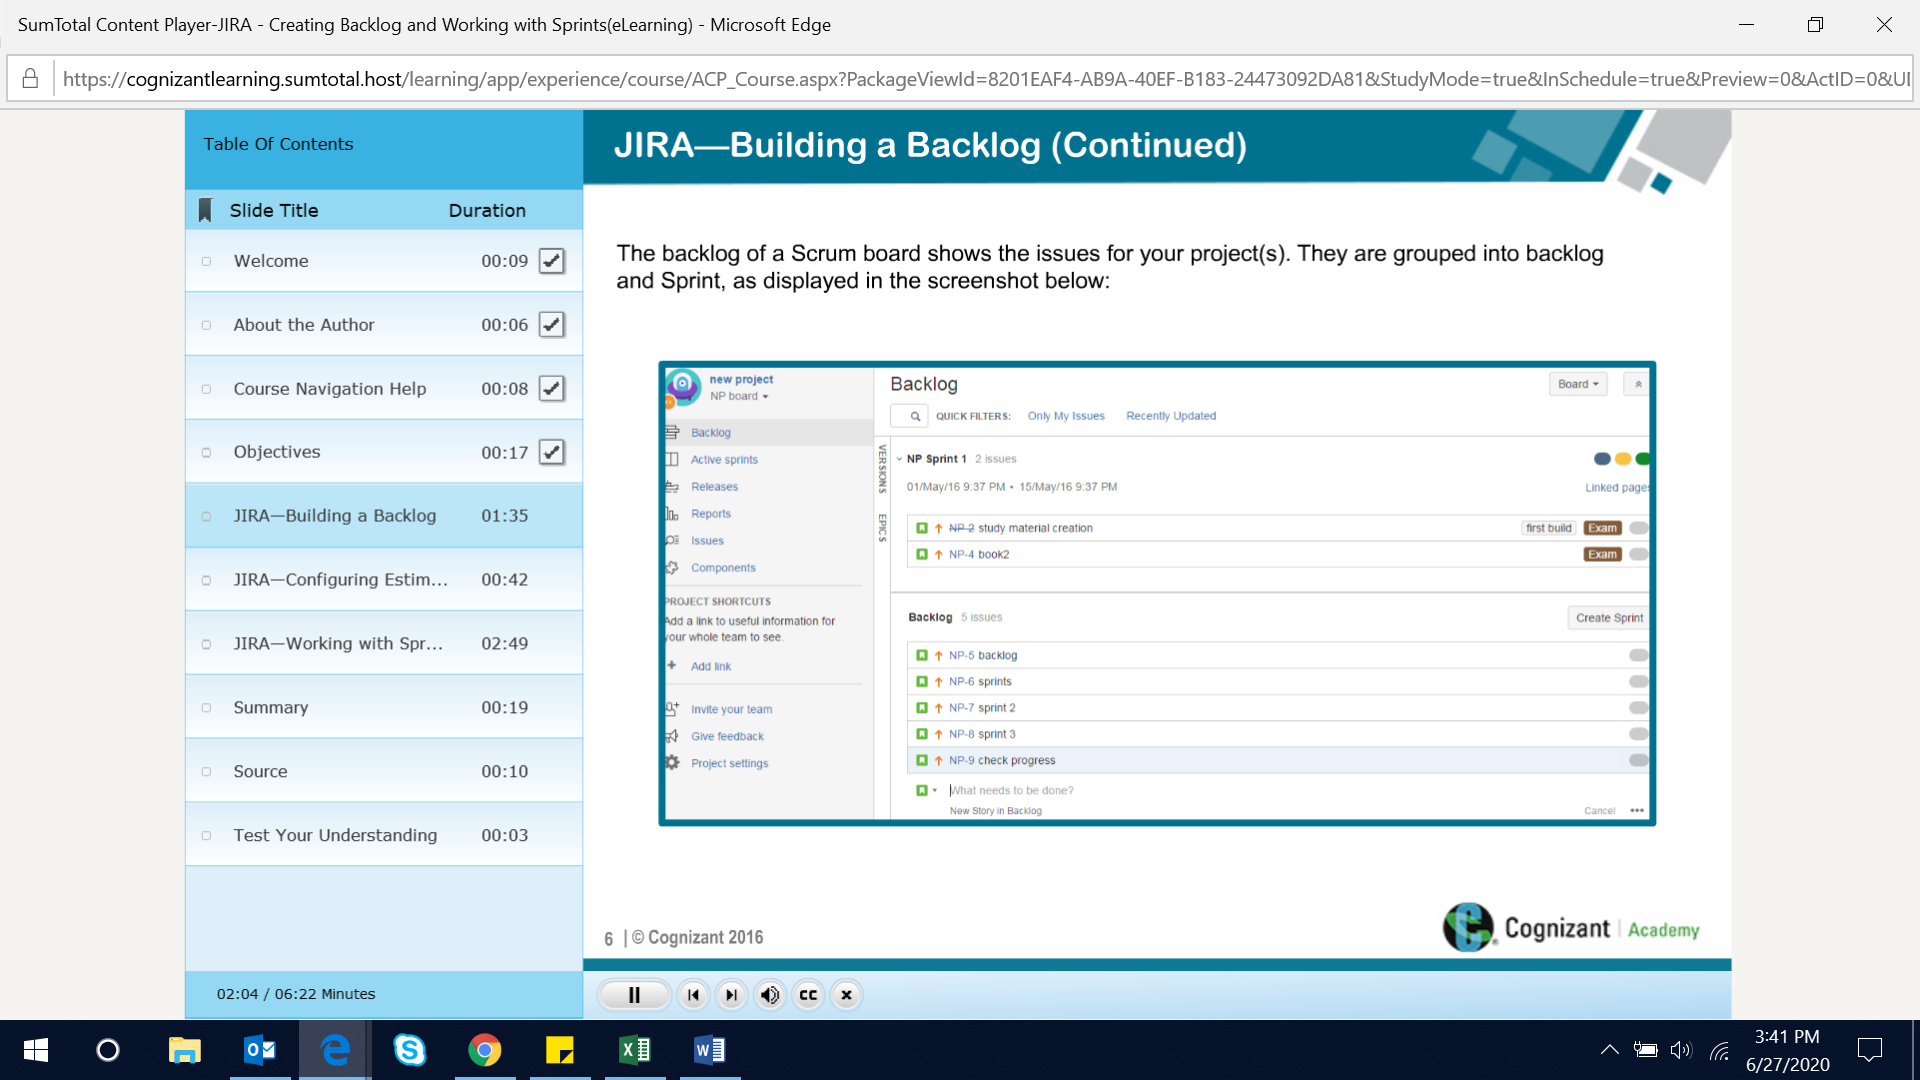 SumTotal Content Player-JIRA - Creating Backlog and Working with Sprints(eLearning) - Microsoft Edge
https://cognizantlearning.sumtotal.host/learning/app/experience/course/ACP_Course.aspx?PackageViewId=8201EAF4-AB9A-40EF-B183-24473092DA81&StudyMode=true&InSchedule=true&Preview=0&ActID=0&UI
Table Of Contents
Slide Title Duration
Welcome 00:09
About the Author 00:06
Course Navigation Help 00:08
Objectives 00:17
JIRA—Building a Backlog 01:35
JIRA—Configuring Estim... 00:42
JIRA—Working with Spr... 02:49
Summary 00:19
Source 00:10
Test Your Understanding 00:03
02:04 / 06:22 Minutes
JIRA—Building a Backlog (Continued)
The backlog of a Scrum board shows the issues for your project(s). They are grouped into backlog
and Sprint, as displayed in the screenshot below:
new project
NP board
Backlog
Active sprints
Releases
Reports
Issues
Components
PROJECT SHORTCUTS
Add a link to useful information for
your whole team to see.
+ Add link
Invite your team
Give feedback
Project settings
Backlog
Board
QUICK FILTERS: Only My Issues Recently Updated
VERSIONS
EPICS
NP Sprint 1 2 issues
01/May/16 9:37 PM • 15/May/16 9:37 PM
Linked pages
NP-2 study material creation first build Exam
NP-4 book2 Exam
Backlog 5 issues
Create Sprint
NP-5 backlog
NP-6 sprints
NP-7 sprint 2
NP-8 sprint 3
NP-9 check progress
What needs to be done?
New Story in Backlog
Cancel •••
6 | © Cognizant 2016
Cognizant | Academy
CC
3:41 PM
6/27/2020